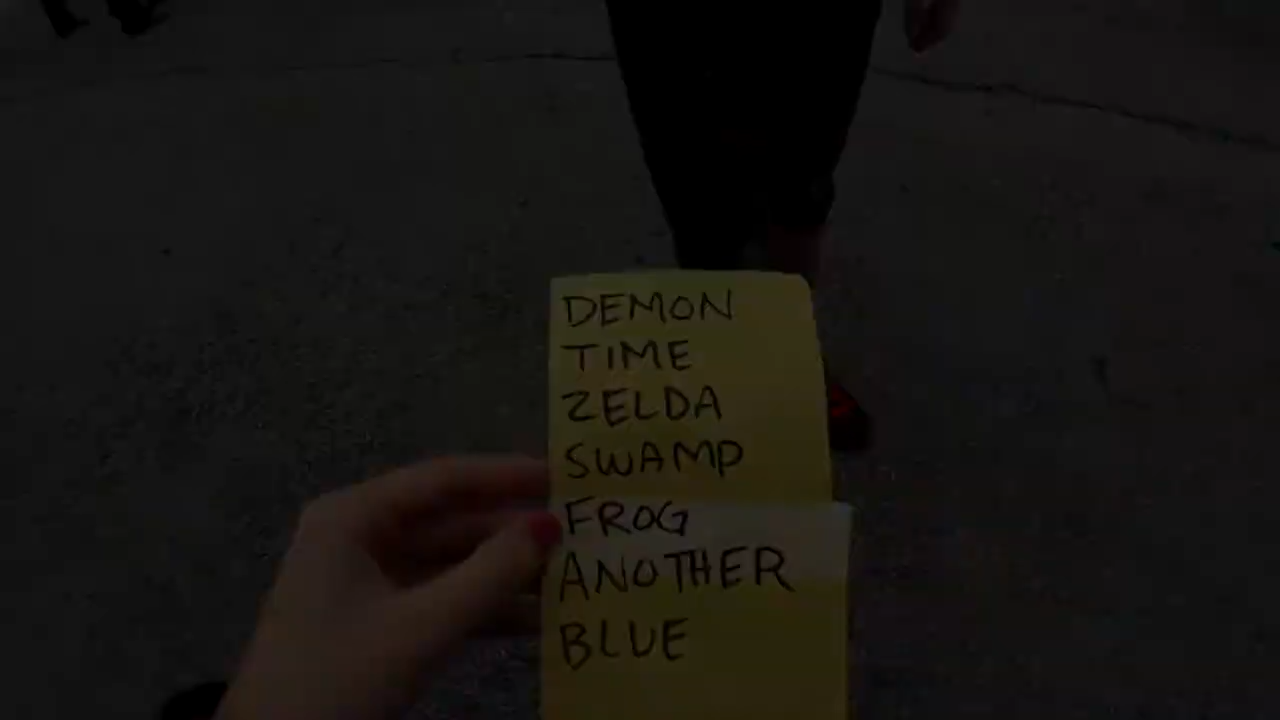 DEMON
TIME
ZELDA
SWAMP
FROG
ANOTHER
BLUE